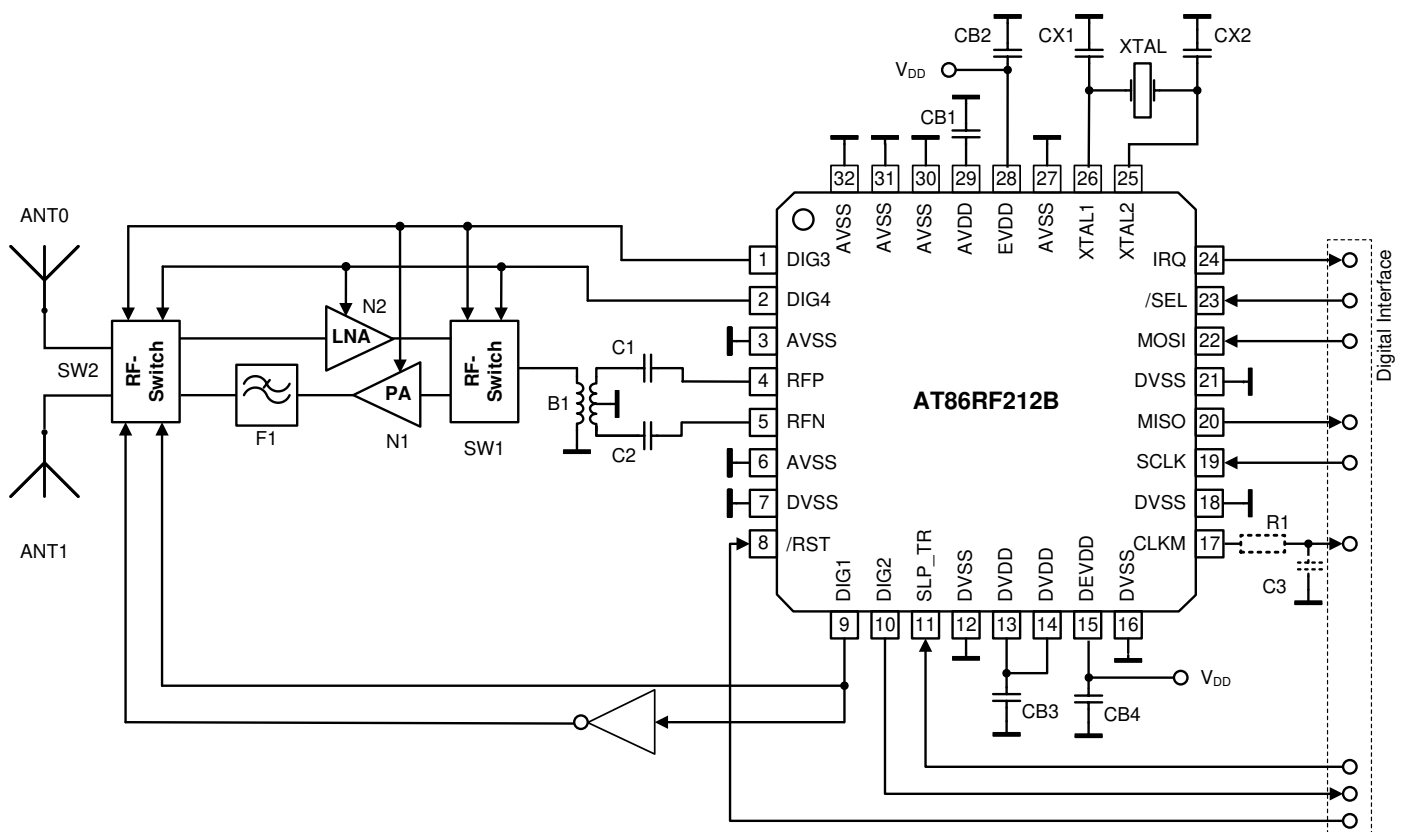 CB2
CX1
XTAL
CX2
VDD
CB1
32
31
30
29
28
27
26
25
AVSS
AVSS
AVSS
AVDD
EVDD
AVSS
XTAL1
XTAL2
ANT0
1
DIG3
IRQ
24
2
DIG4
/SEL
23
N2
LNA
3
AVSS
MOSI
22
SW2
RF-Switch
RF-Switch
C1
4
RFP
DVSS
21
PA
B1
AT86RF212B
5
RFN
MISO
20
F1
N1
SW1
C2
6
AVSS
SCLK
19
7
DVSS
DVSS
18
ANT1
8
/RST
CLKM
17
R1
C3
Digital Interface
DIG1
DIG2
SLP_TR
DVSS
DVDD
DVDD
DEVDD
DVSS
9
10
11
12
13
14
15
16
VDD
CB3
CB4